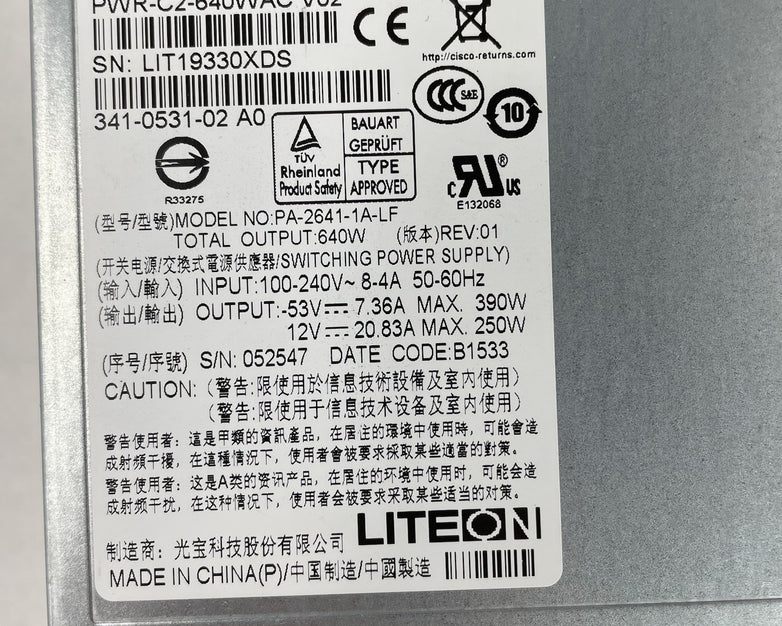 PWR-C2-640WAC V02
CE
http://cisco-returns.com
SN: LIT19330XDS
CCC S&E
10
341-0531-02 A0
TÜV
Rheinland
Product Safety
BAUART
GEPRÜFT
TYPE
APPROVED
R33275
c RU ® US
E132068
(型号/型號)MODEL NO:PA-2641-1A-LF
TOTAL OUTPUT:640W (版本)REV:01
(开关电源/交換式電源供應器/SWITCHING POWER SUPPLY)
(输入/輸入) INPUT:100-240V~ 8-4A 50-60Hz
(输出/輸出) OUTPUT:-53V⎓ 7.36A MAX. 390W
12V⎓ 20.83A MAX. 250W
(序号/序號) S/N: 052547 DATE CODE:B1533
CAUTION: (警告:限使用於信息技術設備及室内使用)
(警告:限使用于信息技术设备及室内使用)
警告使用者: 這是甲類的資訊產品, 在居住的環境中使用時, 可能會造
成射頻干擾, 在這種情況下, 使用者會被要求採取某些適當的對策。
警告使用者: 这是A类的资讯产品, 在居住的环境中使用时, 可能会造
成射频干扰, 在这种情况下, 使用者会被要求采取某些适当的对策。
LITEON
制造商: 光宝科技股份有限公司
MADE IN CHINA(P)/中国制造/中國製造